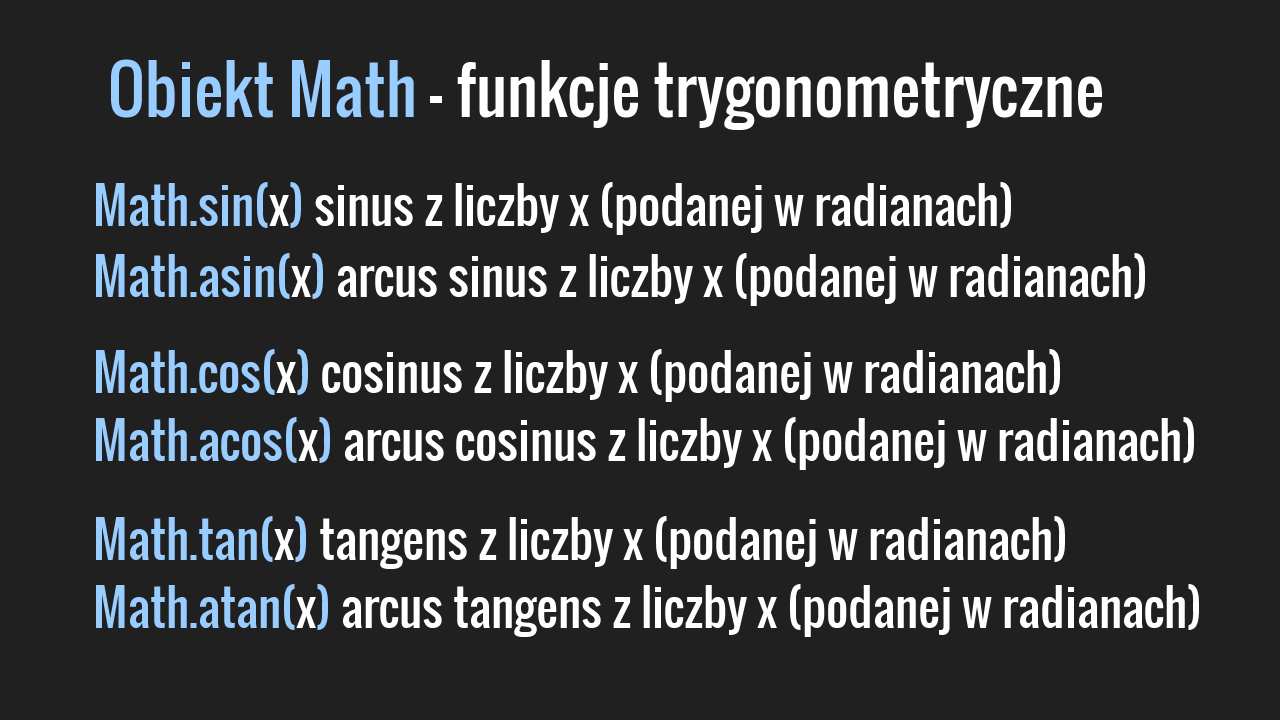 Obiekt Math - funkcje trygonometryczne
Math.sin(x) sinus z liczby x (podanej w radianach)
Math.asin(x) arcus sinus z liczby x (podanej w radianach)
Math.cos(x) cosinus z liczby x (podanej w radianach)
Math.acos(x) arcus cosinus z liczby x (podanej w radianach)
Math.tan(x) tangens z liczby x (podanej w radianach)
Math.atan(x) arcus tangens z liczby x (podanej w radianach)